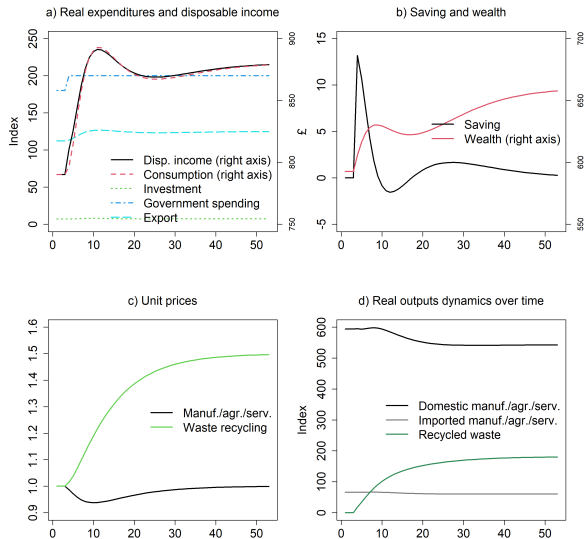 a) Real expenditures and disposable income
b) Saving and wealth
250
200
150
100
50
0
Index
900
850
800
750
Disp. income (right axis)
Consumption (right axis)
Investment
Government spending
Export
0 10 20 30 40 50
15
10
5
0
-5
£
700
650
600
550
Saving
Wealth (right axis)
0 10 20 30 40 50
c) Unit prices
d) Real outputs dynamics over time
1.6
1.5
1.4
1.3
1.2
1.1
1.0
0.9
Manuf./agr./serv.
Waste recycling
0 10 20 30 40 50
600
500
400
300
200
100
0
Index
Domestic manuf./agr./serv.
Imported manuf./agr./serv.
Recycled waste
0 10 20 30 40 50